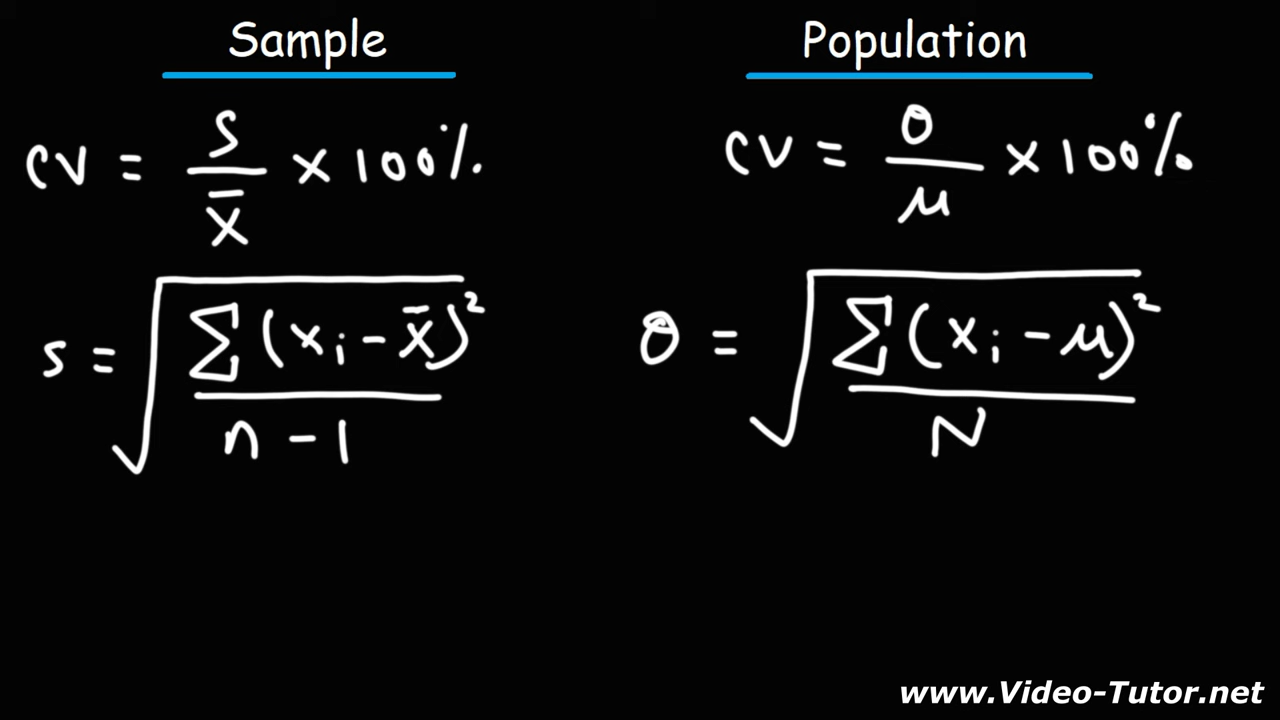 Sample
CV = s / x̄ × 100%
s = √( Σ (xᵢ - x̄)² / n - 1 )
Population
CV = θ / μ × 100%
θ = √( Σ (xᵢ - μ)² / N )
www.Video-Tutor.net